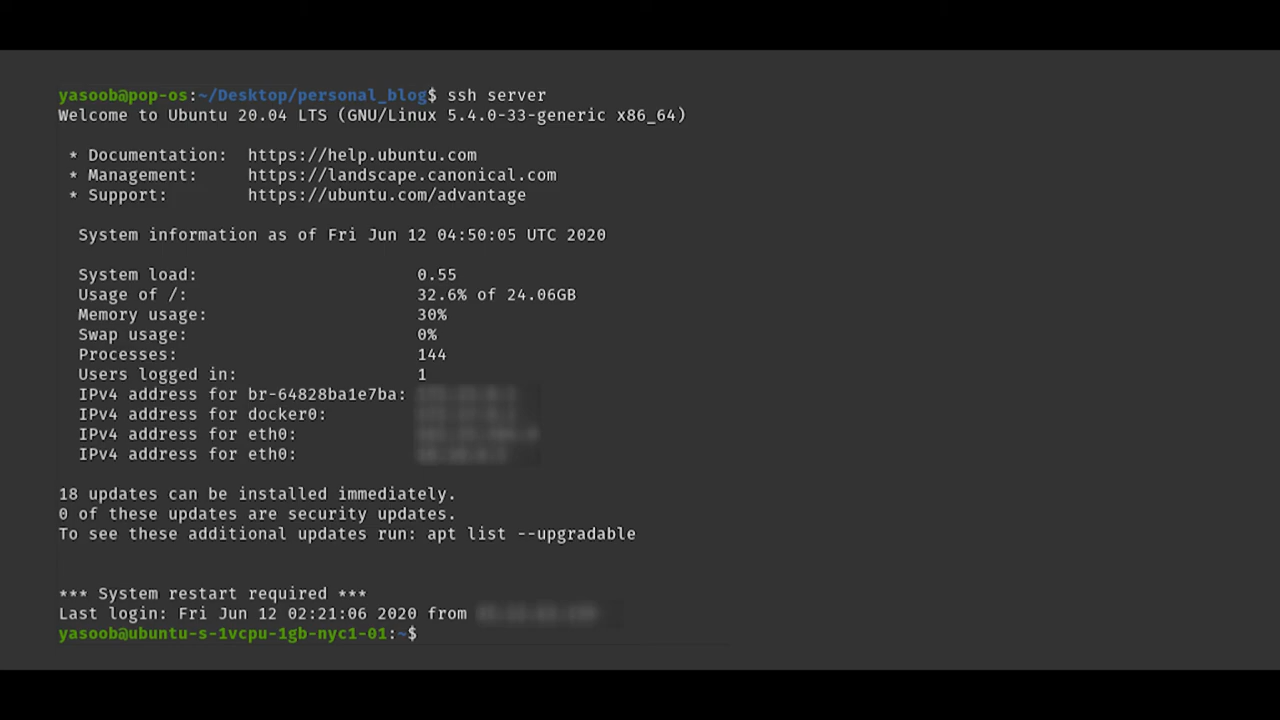 yasoob@pop-os:~/Desktop/personal_blog$ ssh server
Welcome to Ubuntu 20.04 LTS (GNU/Linux 5.4.0-33-generic x86_64)
* Documentation: https://help.ubuntu.com
* Management: https://landscape.canonical.com
* Support: https://ubuntu.com/advantage
System information as of Fri Jun 12 04:50:05 UTC 2020
System load: 0.55
Usage of /: 32.6% of 24.06GB
Memory usage: 30%
Swap usage: 0%
Processes: 144
Users logged in: 1
IPv4 address for br-64828ba1e7ba:
IPv4 address for docker0:
IPv4 address for eth0:
IPv4 address for eth0:
18 updates can be installed immediately.
0 of these updates are security updates.
To see these additional updates run: apt list --upgradable
*** System restart required ***
Last login: Fri Jun 12 02:21:06 2020 from
yasoob@ubuntu-s-1vcpu-1gb-nyc1-01:~$